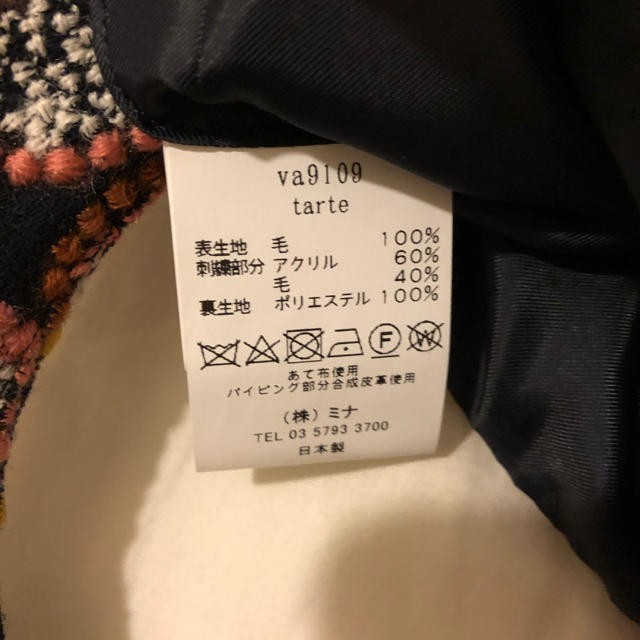 va9109
tarte
表生地 毛 100%
刺繍部分 アクリル 60%
毛 40%
裏生地 ポリエステル 100%
F W
あて布使用
パイピング部分合成皮革使用
(株) ミナ
TEL 03 5793 3700
日本製